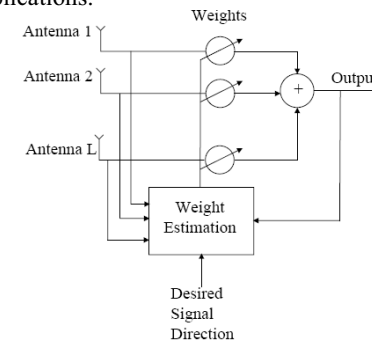 Weights
Antenna 1
Antenna 2
+
Output
Antenna L
Weight
Estimation
Desired
Signal
Direction